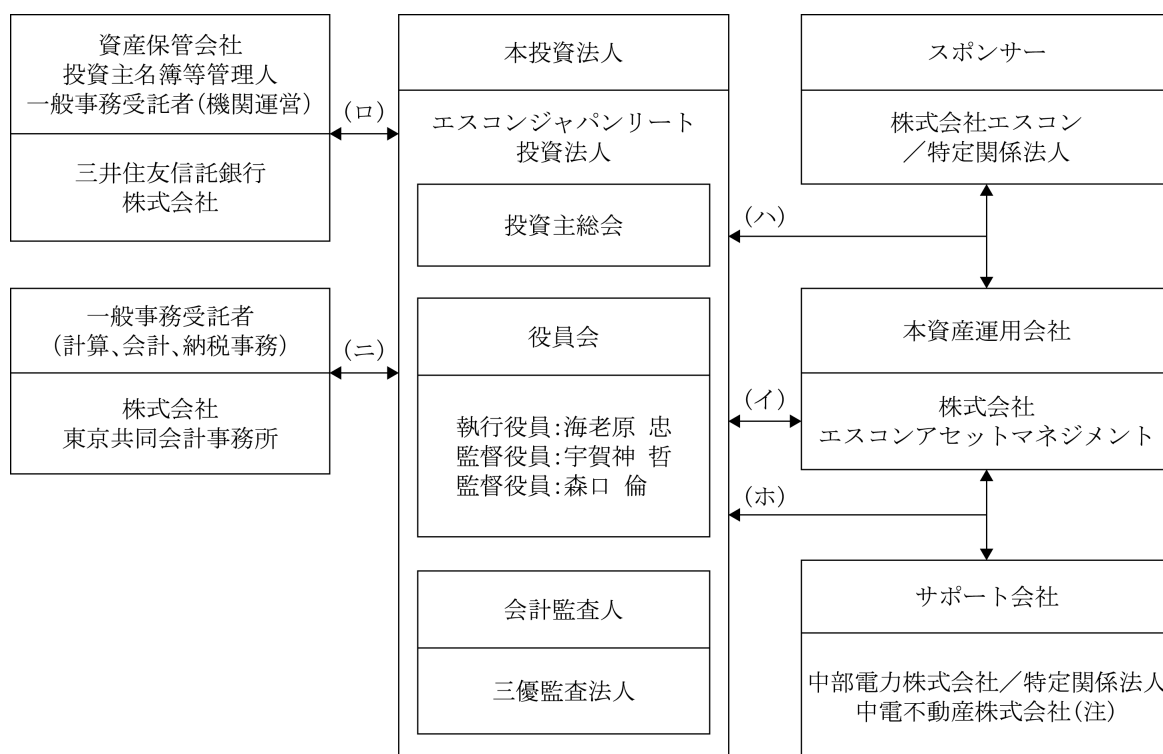 資産保管会社
投資主名簿等管理人
一般事務受託者(機関運営)
三井住友信託銀行
株式会社
(ロ)
一般事務受託者
(計算、会計、納税事務)
株式会社
東京共同会計事務所
(ニ)
本投資法人
エスコンジャパンリート
投資法人
投資主総会
役員会
執行役員:海老原 忠
監督役員:宇賀神 哲
監督役員:森口 倫
会計監査人
三優監査法人
(ハ)
(イ)
(ホ)
スポンサー
株式会社エスコン
/特定関係法人
本資産運用会社
株式会社
エスコンアセットマネジメント
サポート会社
中部電力株式会社/特定関係法人
中電不動産株式会社(注)